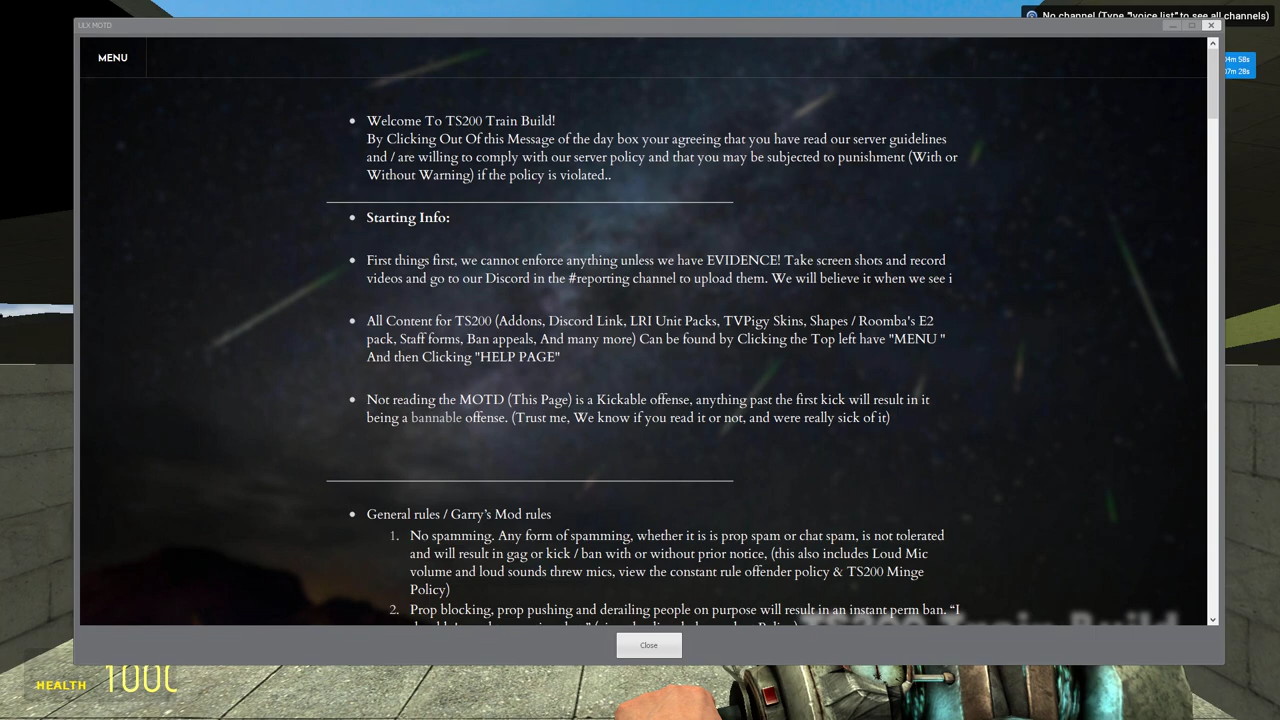 No channel (Type "!voice list" to see all channels)
ULX MOTD
MENU
04m 58s
07m 28s
Welcome To TS200 Train Build!
By Clicking Out Of this Message of the day box your agreeing that you have read our server guidelines
and / are willing to comply with our server policy and that you may be subjected to punishment (With or
Without Warning) if the policy is violated..
Starting Info:
First things first, we cannot enforce anything unless we have EVIDENCE! Take screen shots and record
videos and go to our Discord in the #reporting channel to upload them. We will believe it when we see i
All Content for TS200 (Addons, Discord Link, LRI Unit Packs, TVPigy Skins, Shapes / Roomba's E2
pack, Staff forms, Ban appeals, And many more) Can be found by Clicking the Top left have "MENU "
And then Clicking "HELP PAGE"
Not reading the MOTD (This Page) is a Kickable offense, anything past the first kick will result in it
being a bannable offense. (Trust me, We know if you read it or not, and were really sick of it)
General rules / Garry's Mod rules
1. No spamming. Any form of spamming, whether it is is prop spam or chat spam, is not tolerated
and will result in gag or kick / ban with or without prior notice, (this also includes Loud Mic
volume and loud sounds threw mics, view the constant rule offender policy & TS200 Minge
Policy)
2. Prop blocking, prop pushing and derailing people on purpose will result in an instant perm ban. “I
TS200 Train Build
Close
HEALTH 100